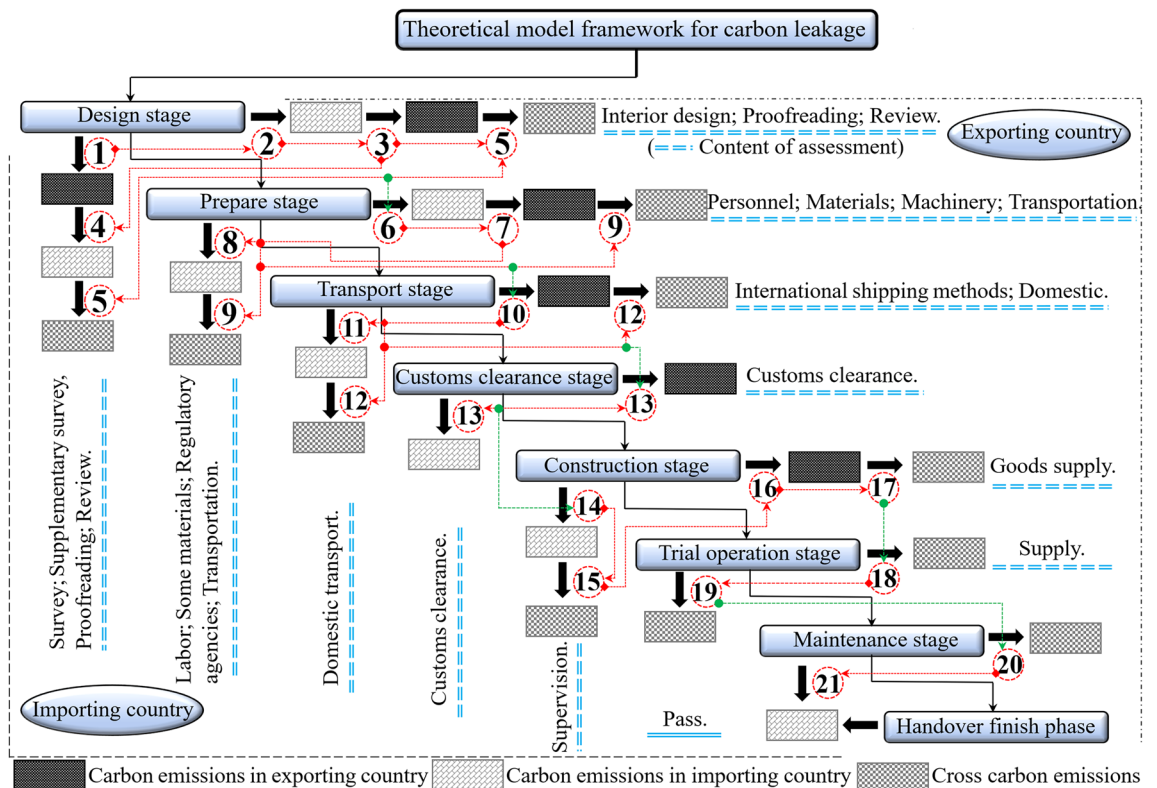 Theoretical model framework for carbon leakage
Design stage
Interior design; Proofreading; Review.
( Content of assessment)
Exporting country
1
2
3
5
4
Prepare stage
Personnel; Materials; Machinery; Transportation.
6
7
9
8
5
9
Transport stage
International shipping methods; Domestic.
10
12
11
Customs clearance stage
Customs clearance.
12
13
13
Construction stage
Goods supply.
16
17
14
15
Trial operation stage
Supply.
18
19
Maintenance stage
20
21
Handover finish phase
Survey; Supplementary survey,
Proofreading; Review.
Labor; Some materials; Regulatory
agencies; Transportation.
Domestic transport.
Customs clearance.
Supervision.
Pass.
Importing country
Carbon emissions in exporting country
Carbon emissions in importing country
Cross carbon emissions